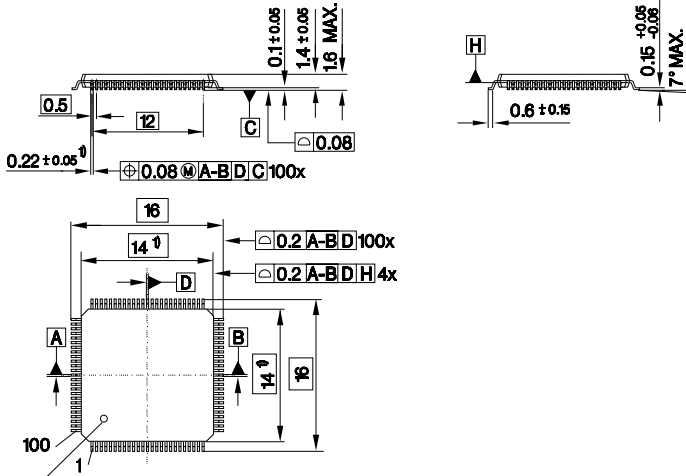 0.1 ± 0.05
1.4 ± 0.05
1.6 MAX.
H
0.15 +0.05 -0.06
7° MAX.
0.5
12
C
0.6 ± 0.15
⌓ 0.08
0.22 ± 0.05 1)
⌖ 0.08 Ⓜ A-B D C 100x
16
⌓ 0.2 A-B D 100x
14 1)
⌓ 0.2 A-B D H 4x
D
A
B
14 1)
16
100
1